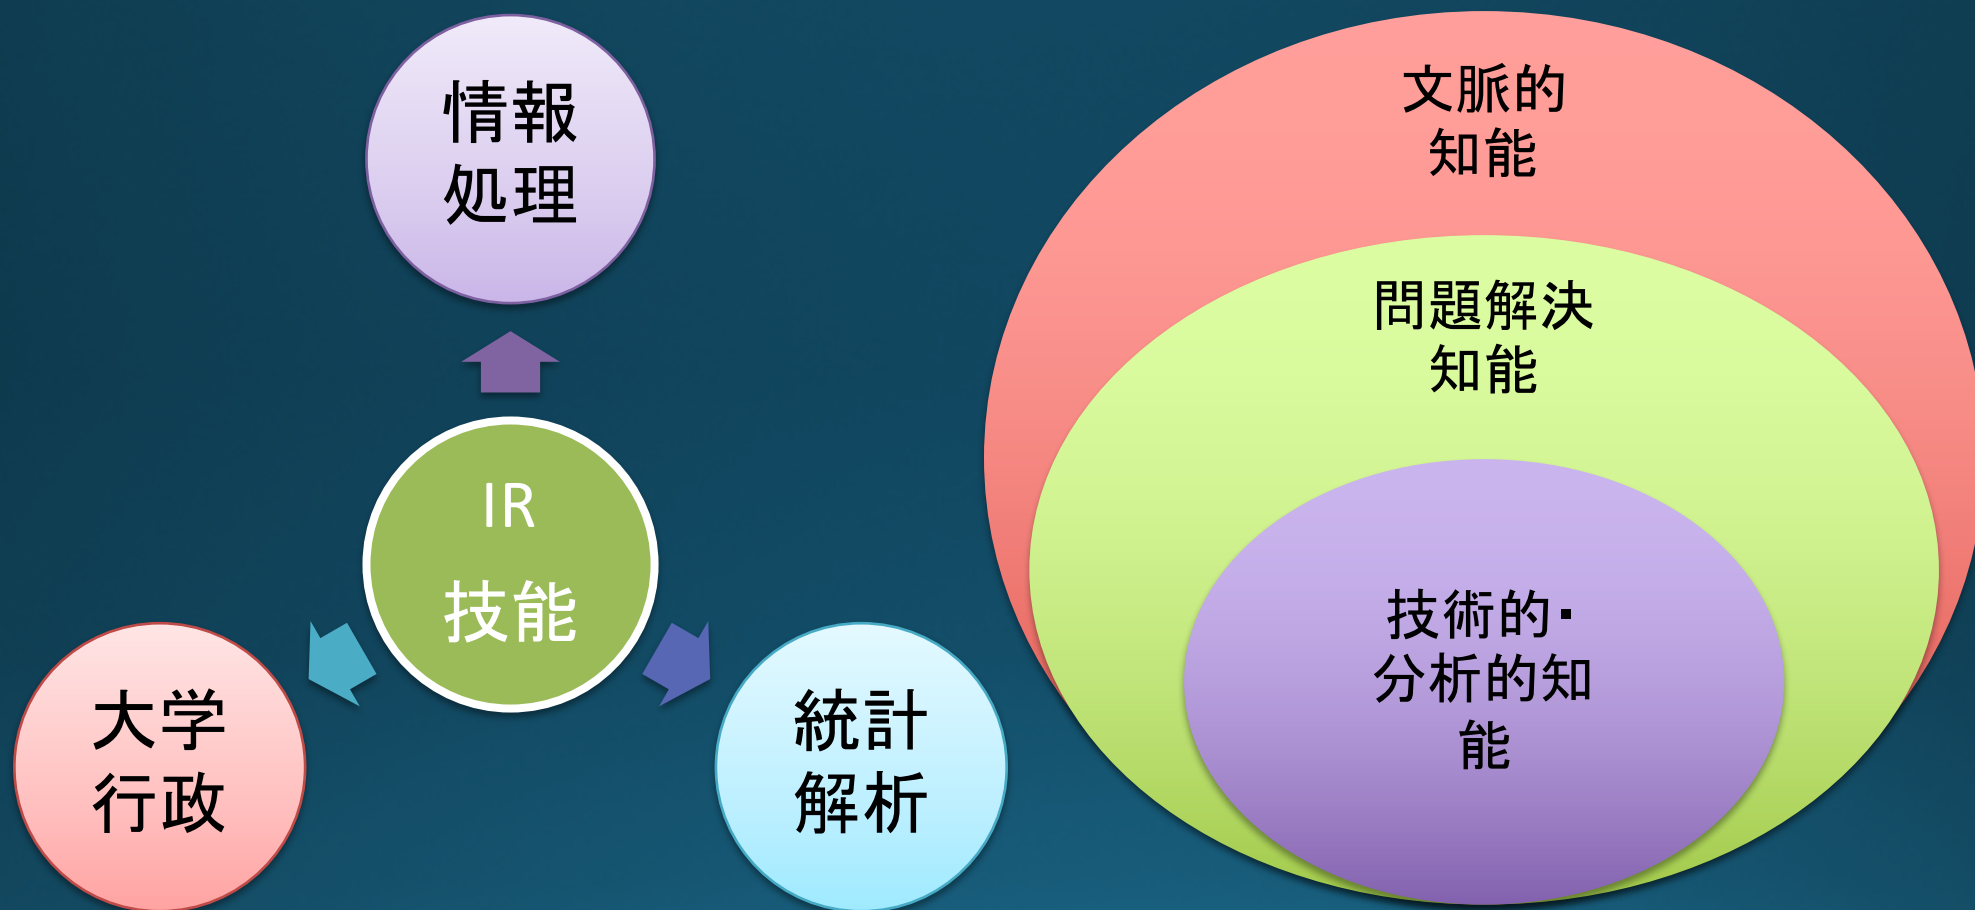 情報
処理
IR
技能
大学
行政
統計
解析
文脈的
知能
問題解決
知能
技術的・
分析的知
能